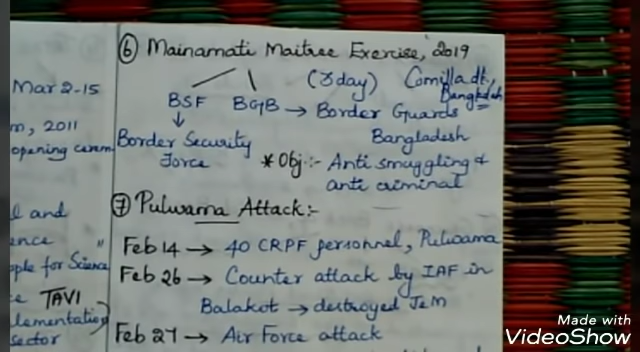 Mar 2-15
m, 2011
opening cerem
l and
ence "
ople for Science
ce TAVI
lementation
sector
⑥ Mainamati Maitree Exercise, 2019
(3day) Comilla dt,
Bangladesh
BSF BGB → Border Guards
Bangladesh
↓
Border Security
Force
* Obj :- Anti smuggling &
anti criminal
⑦ Pulwama Attack:-
Feb 14 → 40 CRPF personnel, Pulwama
Feb 26 → Counter attack by IAF in
Balakot → destroyed JeM
Feb 27 → Air Force attack
Made with
VideoShow